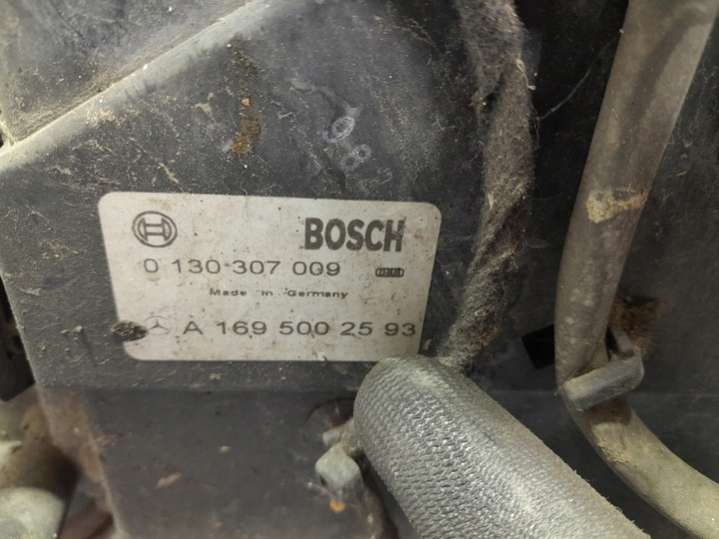 BOSCH
0 130 307 009
Made in Germany
A 169 500 25 93